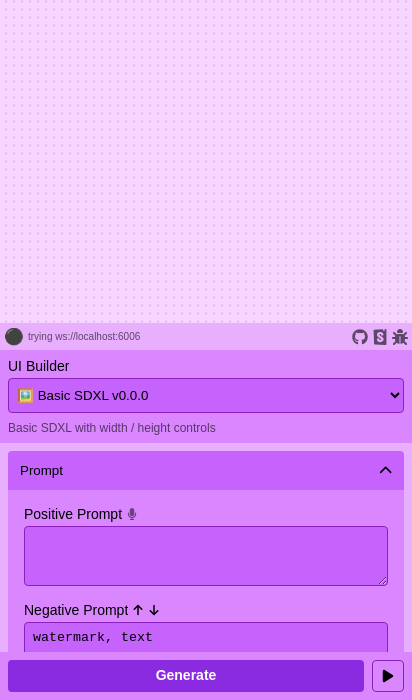 trying ws://localhost:6006
UI Builder
🖼️ Basic SDXL v0.0.0
Basic SDXL with width / height controls
Prompt
Positive Prompt
Negative Prompt ↑ ↓
watermark, text
Generate